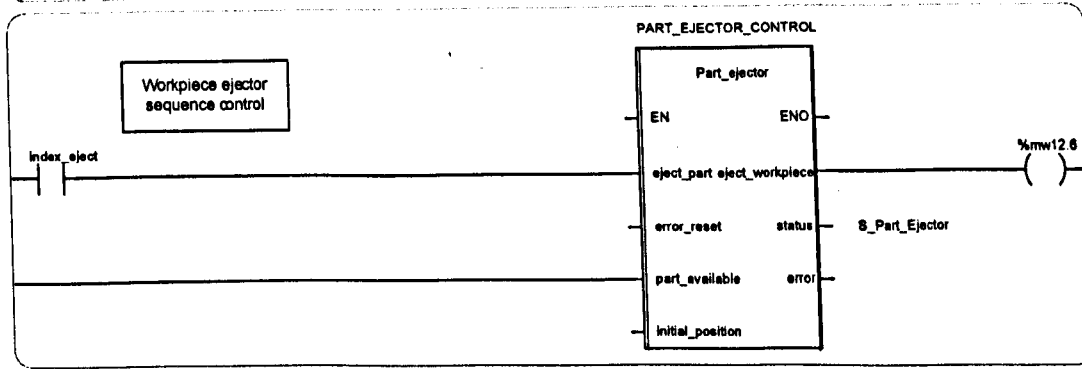 PART_EJECTOR_CONTROL
Workpiece ejector
sequence control
Part_ejector
EN ENO
index_eject
%mw12.6
eject_part eject_workpiece
error_reset status S_Part_Ejector
part_available error
initial_position